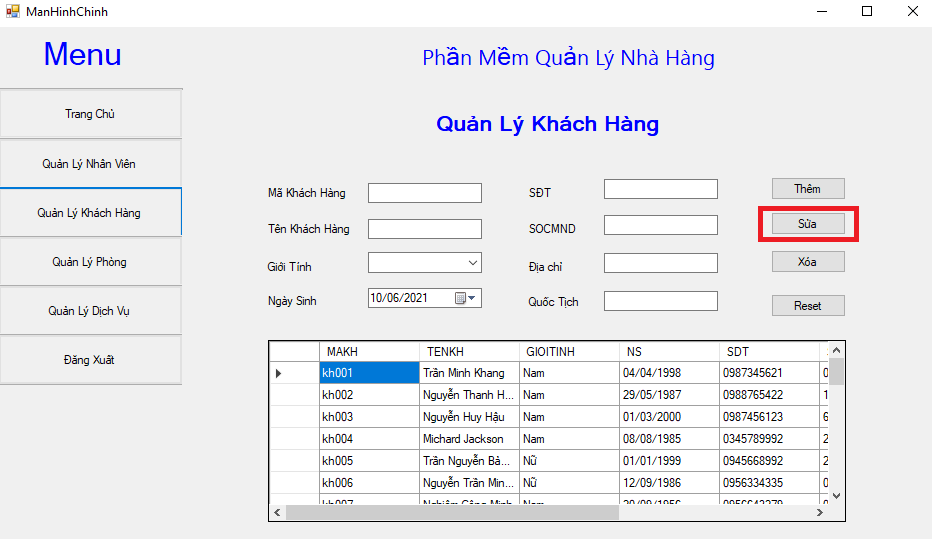 ManHinhChinh
Menu
Phần Mềm Quản Lý Nhà Hàng
Trang Chủ
Quản Lý Nhân Viên
Quản Lý Khách Hàng
Quản Lý Phòng
Quản Lý Dịch Vụ
Đăng Xuất
Quản Lý Khách Hàng
Mã Khách Hàng
SĐT
Thêm
Tên Khách Hàng
SOCMND
Sửa
Giới Tính
Địa chỉ
Xóa
Ngày Sinh
10/06/2021
Quốc Tịch
Reset
MAKH TENKH GIOITINH NS SDT
kh001 Trần Minh Khang Nam 04/04/1998 0987345621 0
kh002 Nguyễn Thanh H... Nam 29/05/1987 0988765422 1
kh003 Nguyễn Huy Hậu Nam 01/03/2000 0987456123 6
kh004 Michard Jackson Nam 08/08/1985 0345789992 2
kh005 Trần Nguyễn Bả... Nữ 01/01/1999 0945668992 2
kh006 Nguyễn Trần Min... Nữ 12/09/1986 0956334335 0